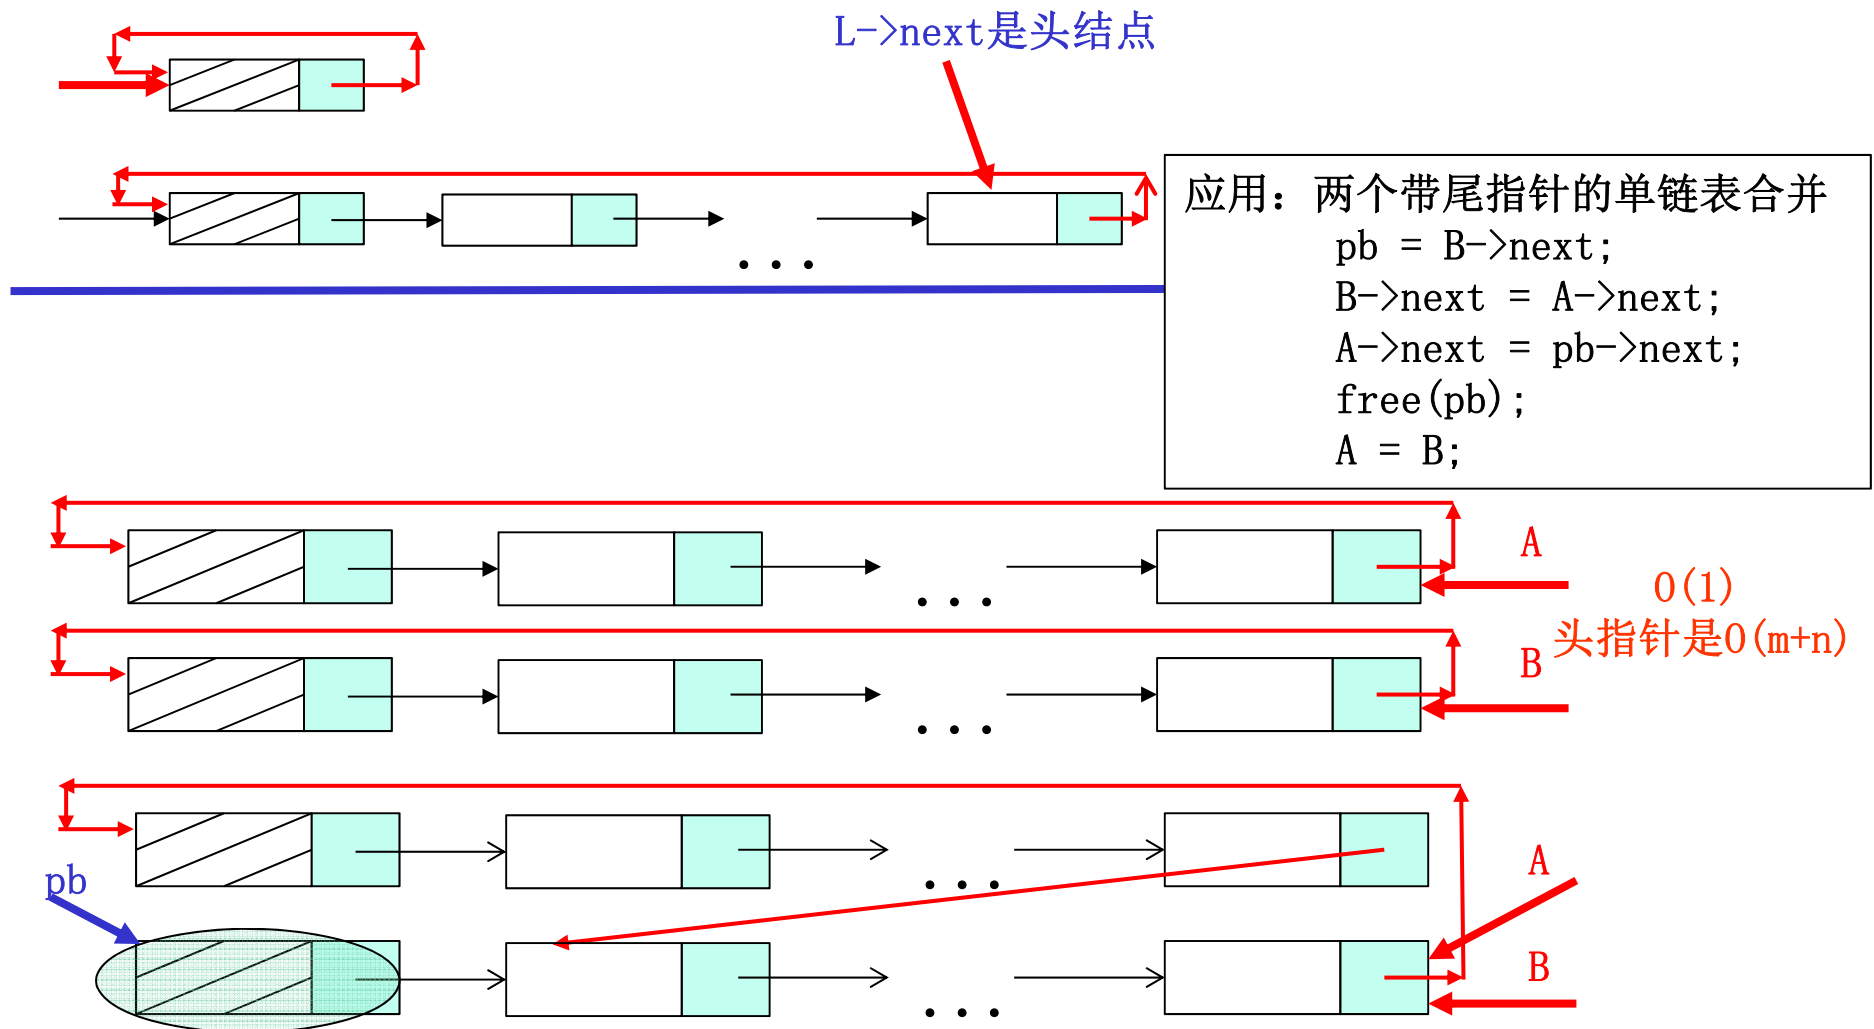 L->next是头结点
应用：两个带尾指针的单链表合并
pb = B->next;
B->next = A->next;
A->next = pb->next;
free(pb);
A = B;
...
A
O(1)
头指针是O(m+n)
...
B
...
pb
...
A
B
...